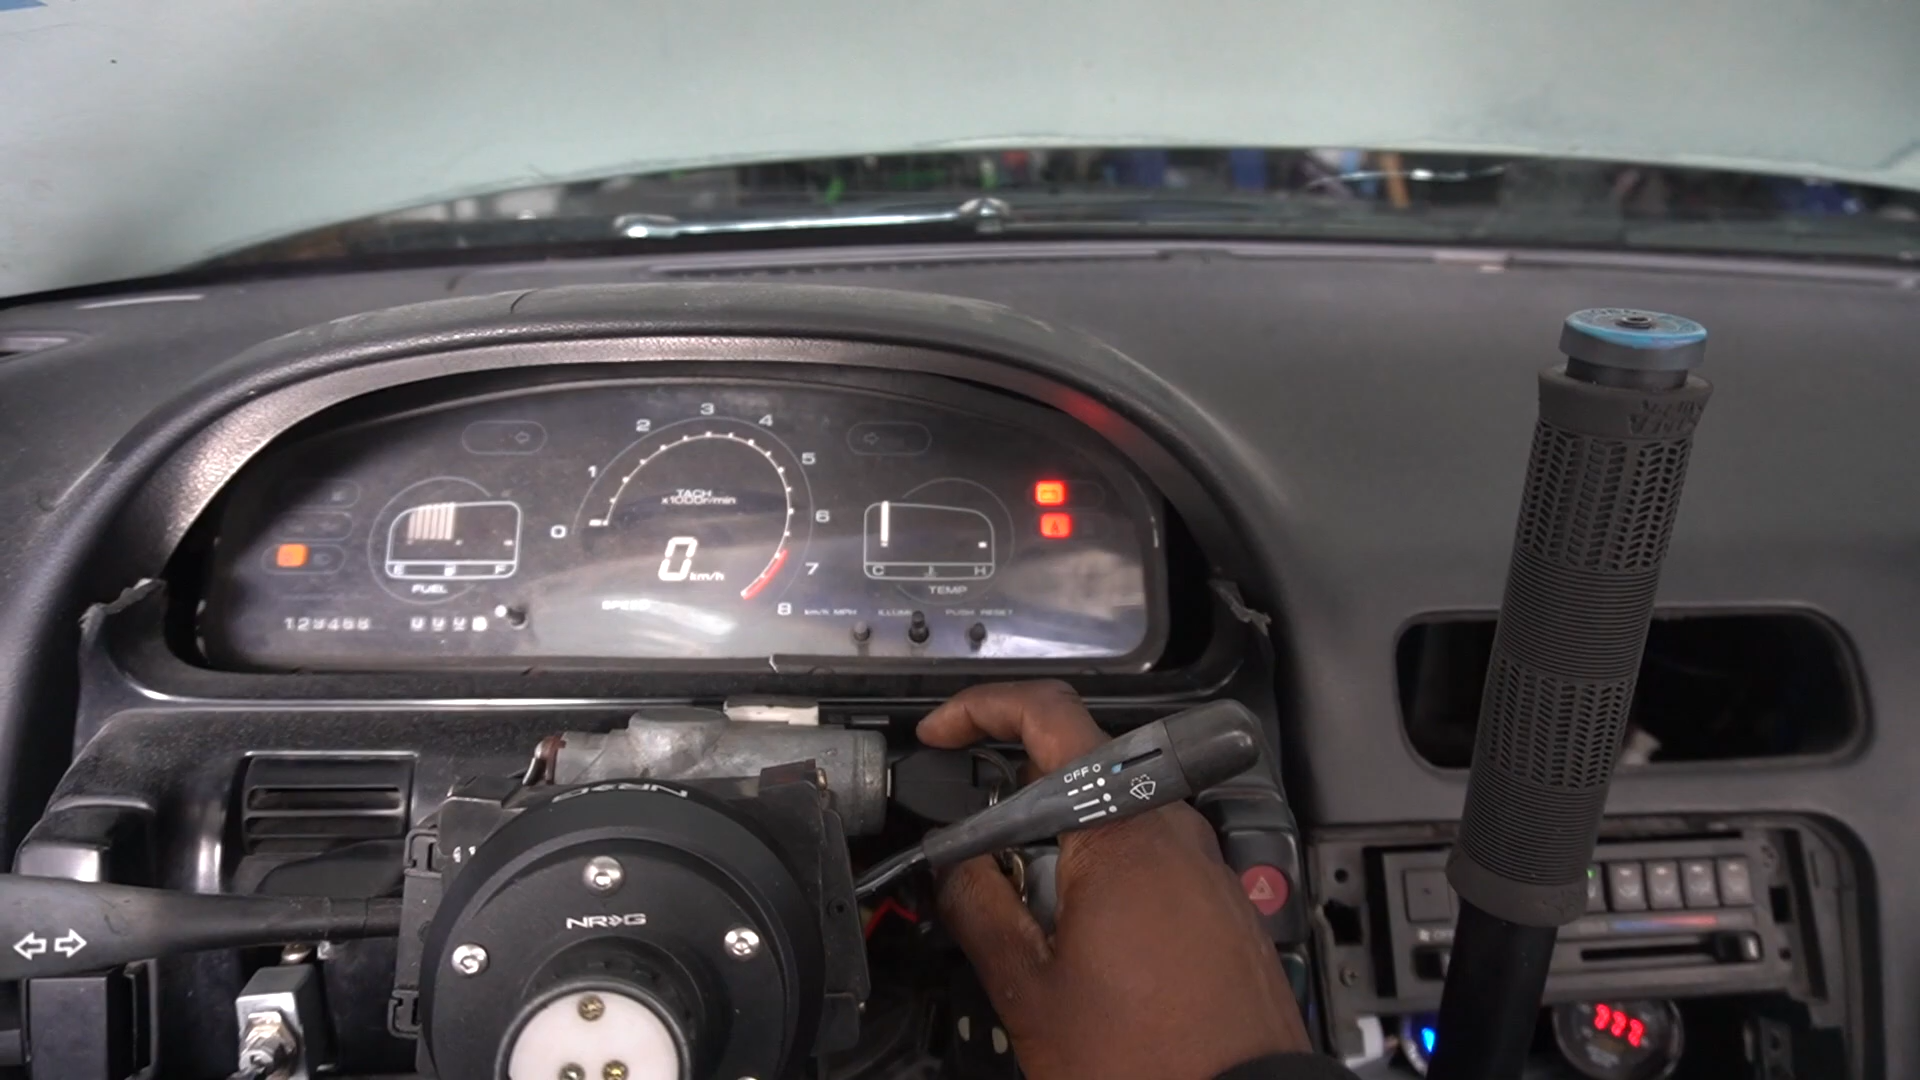 3
2 4
1 5
TACH
x1000r/min
0 6
0 km/h
7
E F C H
FUEL TEMP
SPEED
8 km/h MPH ILLUMI PUSH RESET
OFF
NRG
NRG